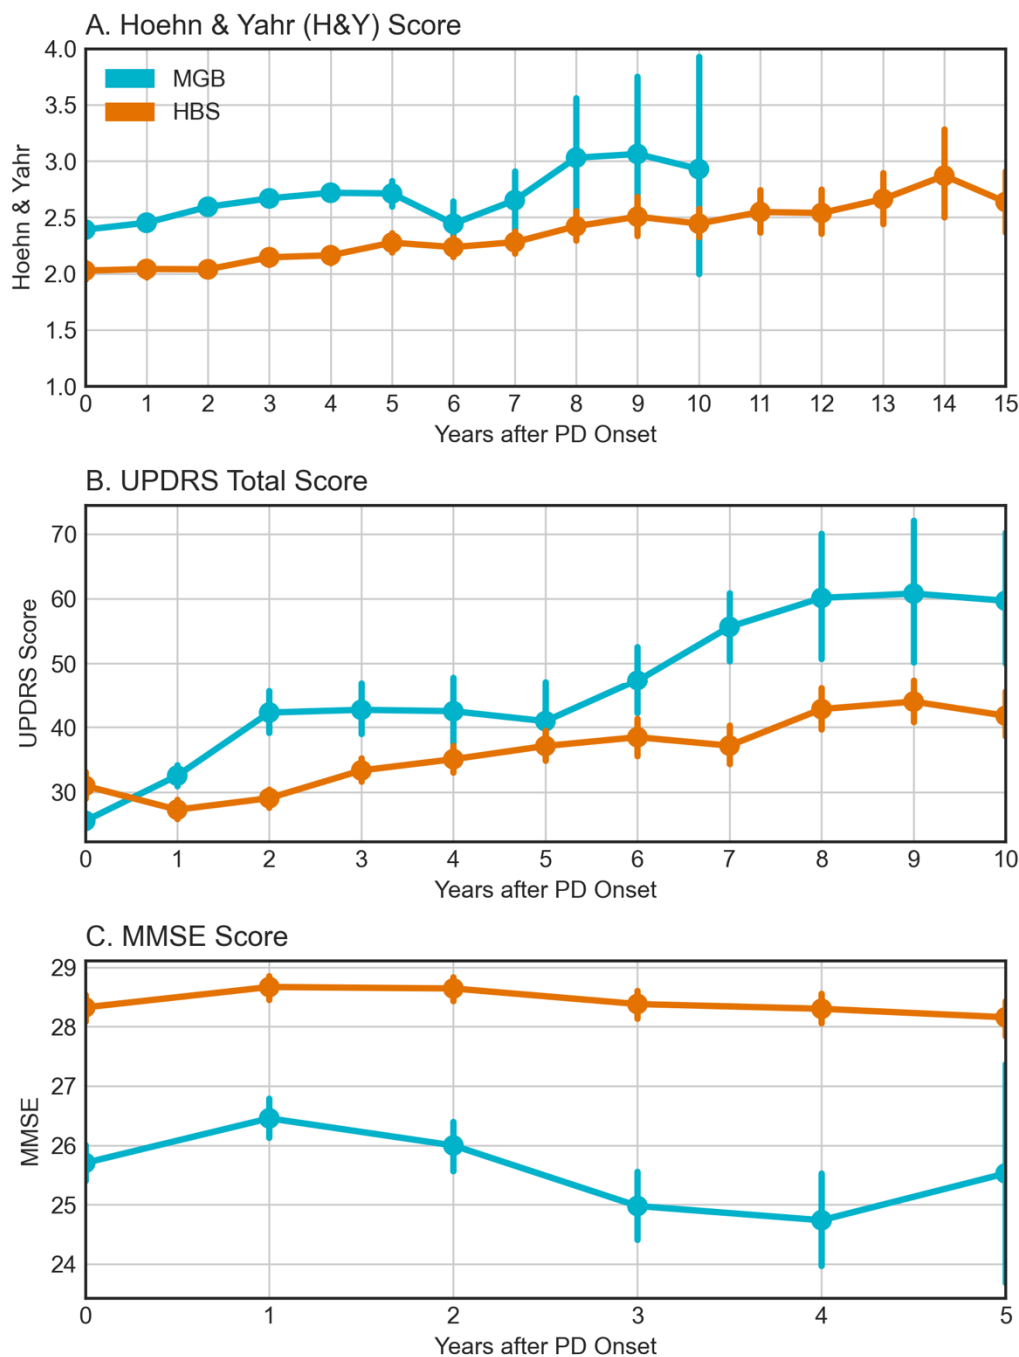 A. Hoehn & Yahr (H&Y) Score
4.0
MGB
HBS
3.5
3.0
2.5
2.0
1.5
1.0
Hoehn & Yahr
0 1 2 3 4 5 6 7 8 9 10 11 12 13 14 15
Years after PD Onset
B. UPDRS Total Score
70
60
50
40
30
UPDRS Score
0 1 2 3 4 5 6 7 8 9 10
Years after PD Onset
C. MMSE Score
29
28
27
26
25
24
MMSE
0 1 2 3 4 5
Years after PD Onset